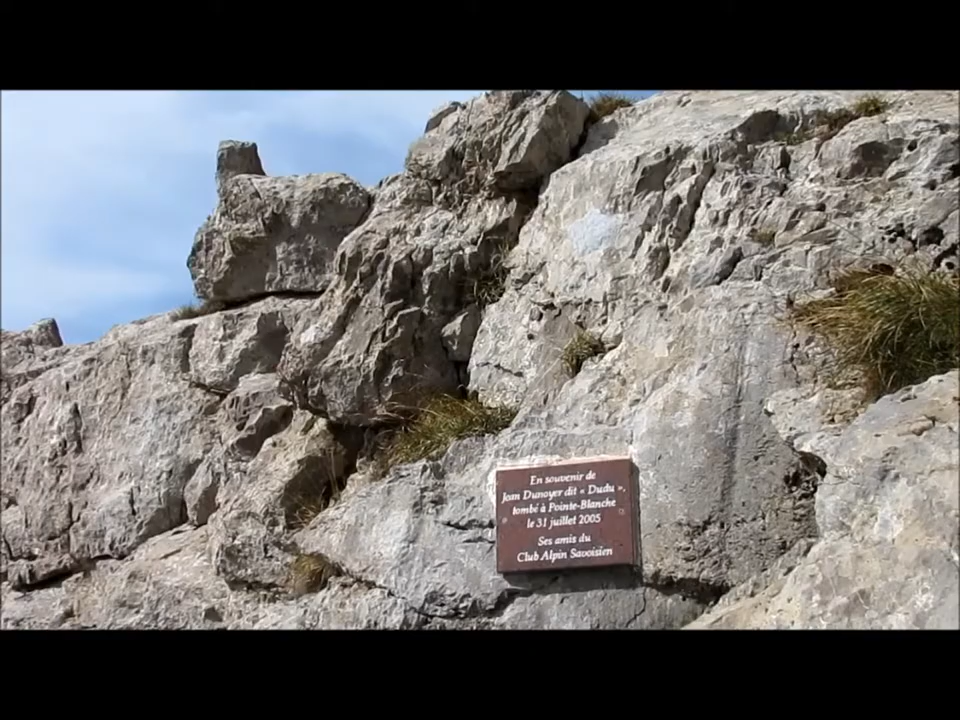 En souvenir de
Jean Dunoyer dit « Dudu »,
tombé à Pointe-Blanche
le 31 juillet 2005
Ses amis du
Club Alpin Savoisien